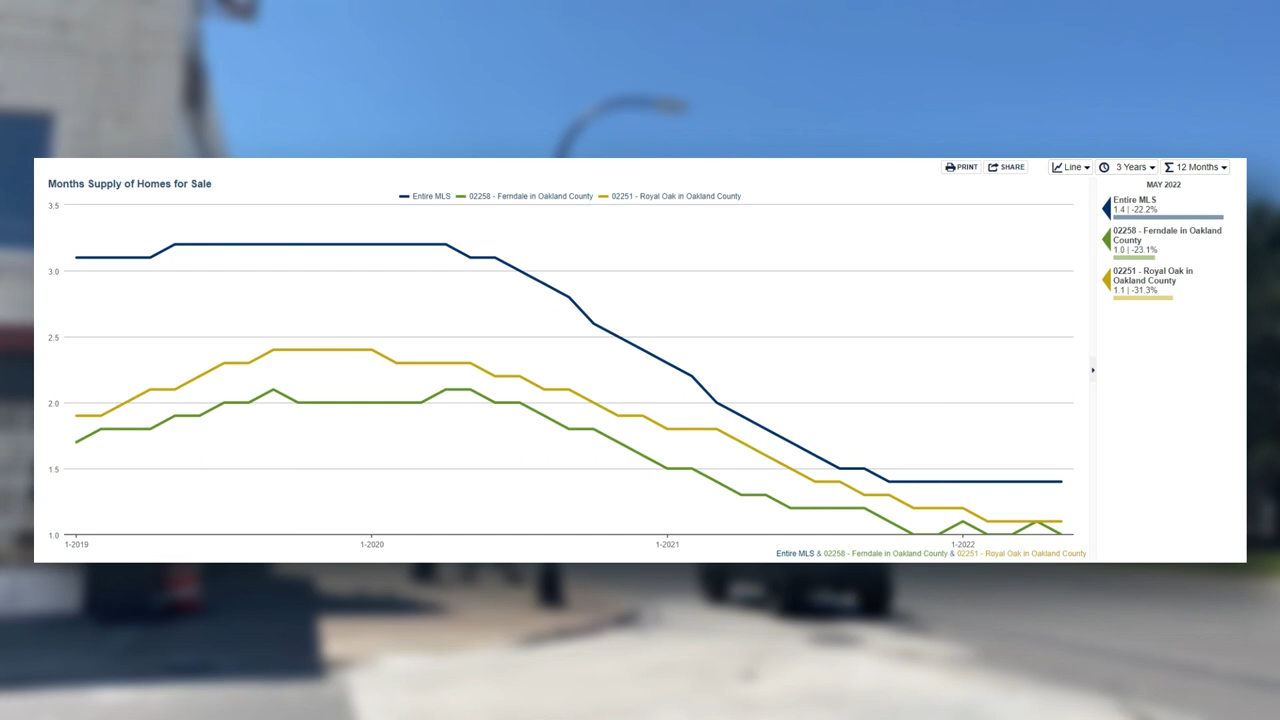 PRINT
SHARE
Line
3 Years
12 Months
Months Supply of Homes for Sale
MAY 2022
Entire MLS
02258 - Ferndale in Oakland County
02251 - Royal Oak in Oakland County
Entire MLS
1.4 | -22.2%
02258 - Ferndale in Oakland
County
1.0 | -23.1%
02251 - Royal Oak in
Oakland County
1.1 | -31.3%
3.5
3.0
2.5
2.0
1.5
1.0
1-2019
1-2020
1-2021
1-2022
Entire MLS & 02258 - Ferndale in Oakland County & 02251 - Royal Oak in Oakland County